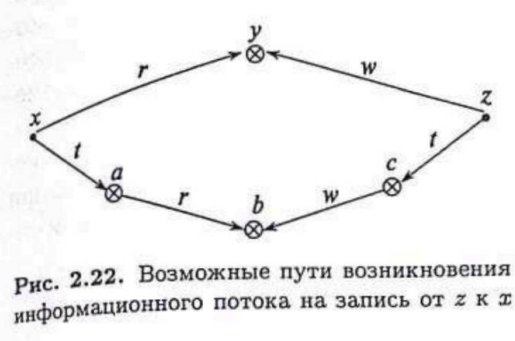 y
r
w
x
z
t
t
a
c
r
w
b
Рис. 2.22. Возможные пути возникновения
информационного потока на запись от z к x